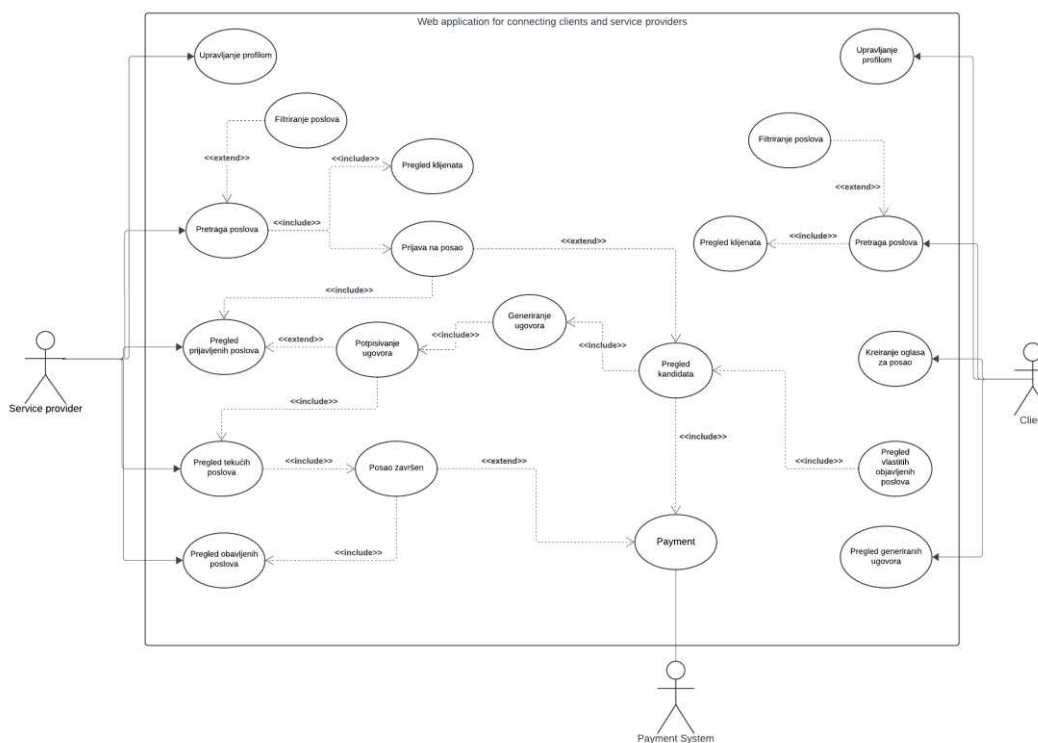 Web application for connecting clients and service providers
Upravljanje profilom
Upravljanje
profilom
Filtriranje poslova
Filtriranje poslova
<<extend>>
<<include>>
Pregled klijenata
<<extend>>
Pretraga poslova
<<include>>
Prijava na posao
<<extend>>
Pregled klijenata
<<include>>
Pretraga poslova
<<include>>
Pregled
prijavljenih poslova
<<extend>>
Potpisivanje
ugovora
<<include>>
Generiranje
ugovora
<<include>>
Pregled
kandidata
Kreiranje oglasa
za posao
Service provider
Clien
<<include>>
<<include>>
Pregled tekućih
poslova
<<include>>
Posao završen
<<extend>>
<<include>>
Pregled
vlastitih
objavljenih
poslova
Pregled obavljenih
poslova
<<include>>
Payment
Pregled generiranih
ugovora
Payment System